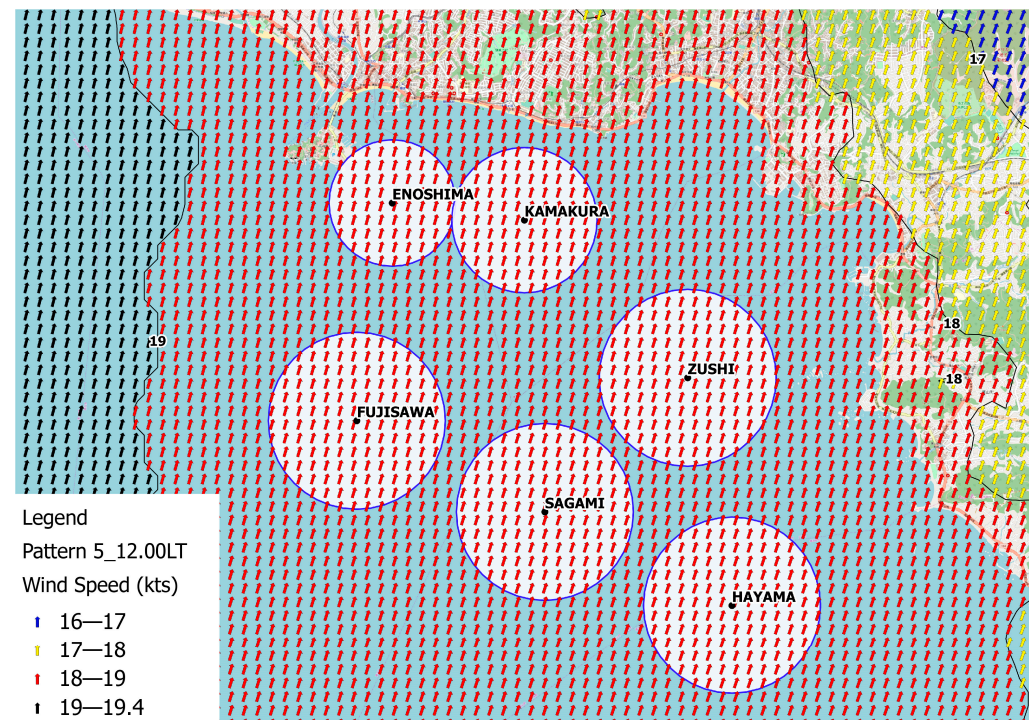 17
ENOSHIMA
KAMAKURA
18
19
ZUSHI
18
FUJISAWA
SAGAMI
HAYAMA
Legend
Pattern 5_12.00LT
Wind Speed (kts)
16—17
17—18
18—19
19—19.4